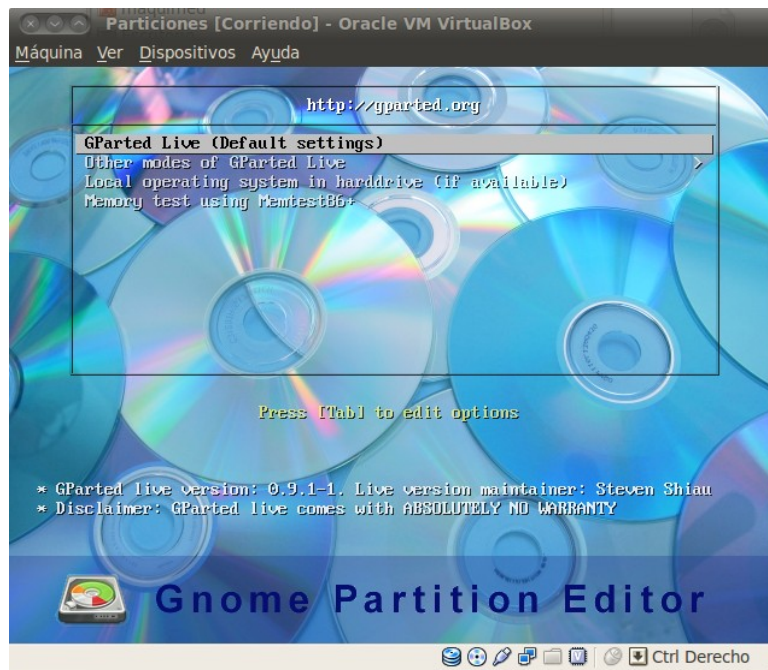 Particiones [Corriendo] - Oracle VM VirtualBox
Máquina Ver Dispositivos Ayuda
http://gparted.org
GParted Live (Default settings)
Other modes of GParted Live >
Local operating system in harddrive (if available)
Memory test using Memtest86+
Press [Tab] to edit options
* GParted live version: 0.9.1-1. Live version maintainer: Steven Shiau
* Disclaimer: GParted live comes with ABSOLUTELY NO WARRANTY
Gnome Partition Editor
Ctrl Derecho